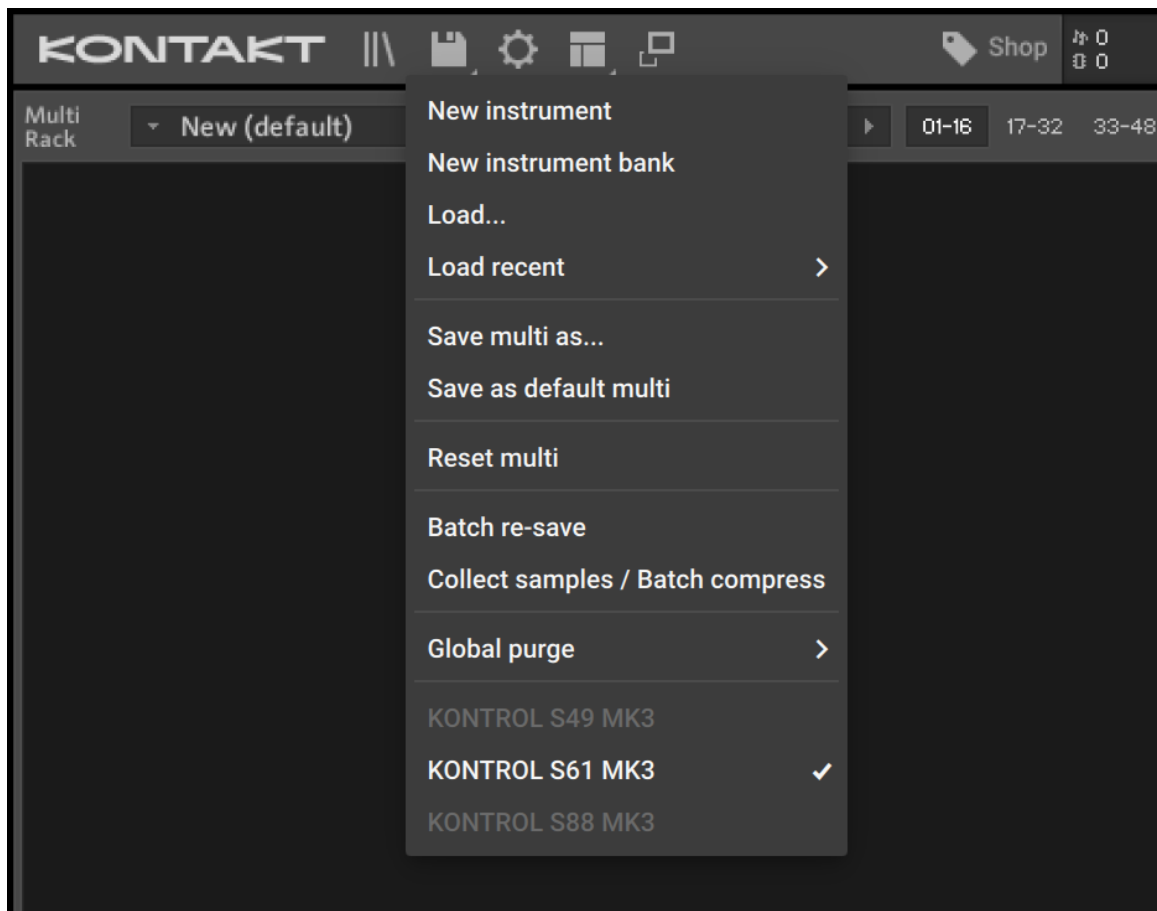 KONTAKT
Shop
0
0
Multi
Rack
New (default)
01-16
17-32
33-48
New instrument
New instrument bank
Load...
Load recent
Save multi as...
Save as default multi
Reset multi
Batch re-save
Collect samples / Batch compress
Global purge
KONTROL S49 MK3
KONTROL S61 MK3
KONTROL S88 MK3